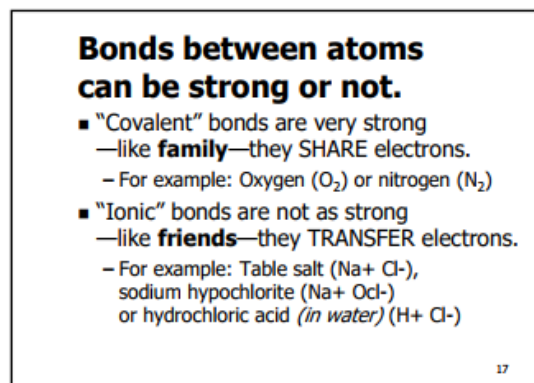 Bonds between atoms
can be strong or not.
▪ “Covalent” bonds are very strong
—like family—they SHARE electrons.
– For example: Oxygen (O₂) or nitrogen (N₂)
▪ “Ionic” bonds are not as strong
—like friends—they TRANSFER electrons.
– For example: Table salt (Na+ Cl-),
sodium hypochlorite (Na+ Ocl-)
or hydrochloric acid (in water) (H+ Cl-)
17